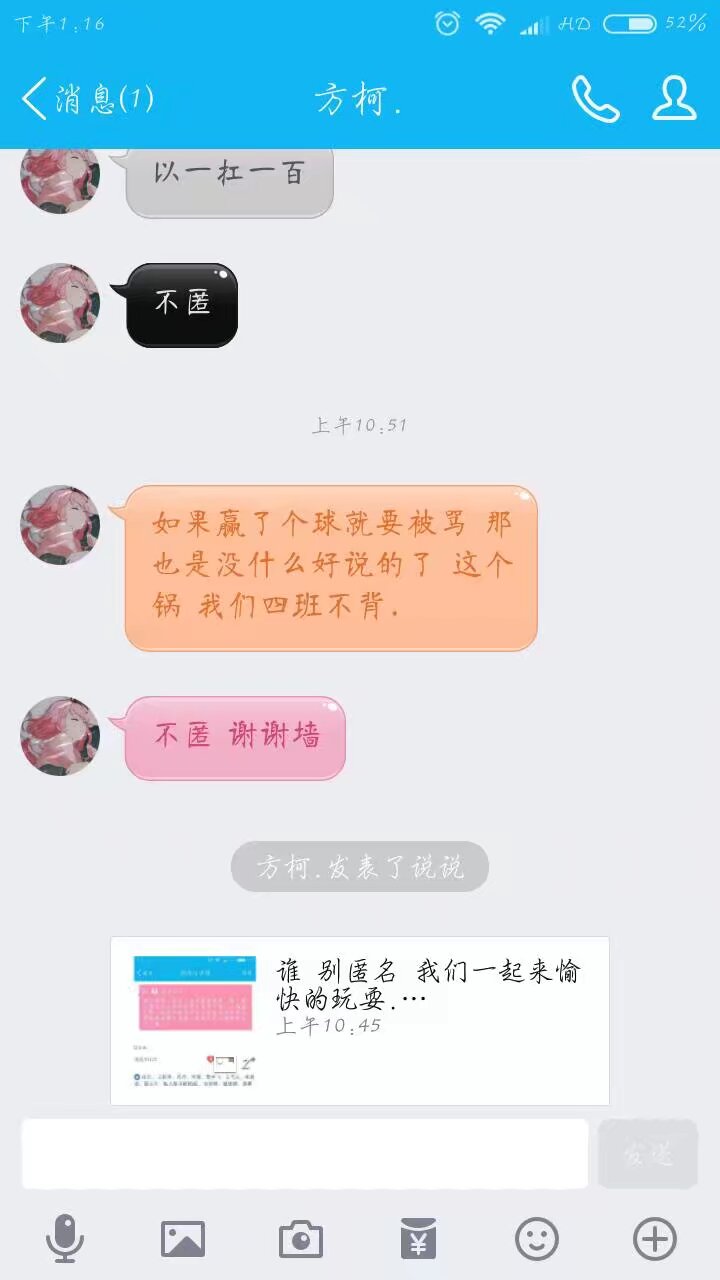 下午1:16
HD
52%
消息(1)
方柯.
以一杠一百
不匿
上午10:51
如果赢了个球就要被骂 那
也是没什么好说的了 这个
锅 我们四班不背.
不匿 谢谢墙
方柯.发表了说说
谁 别匿名 我们一起来愉
快的玩耍.…
上午10:45
发送